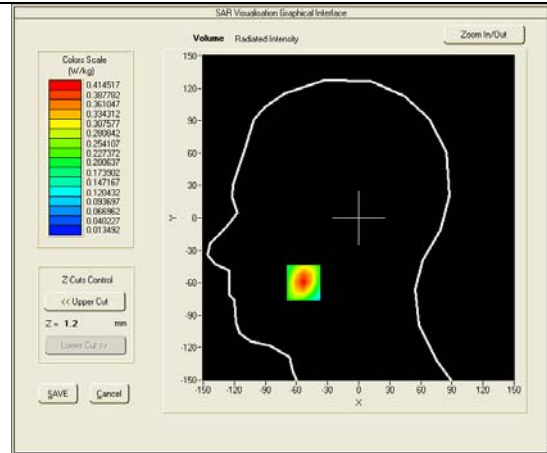 SAR Visualisation Graphical Interface
Volume Radiated Intensity
Zoom In/Out
Colors Scale
(W/kg)
0.414517
0.387782
0.361047
0.334312
0.307577
0.280842
0.254107
0.227372
0.200637
0.173902
0.147167
0.120432
0.093697
0.066962
0.040227
0.013492
Z Cuts Control
<< Upper Cut
Z = 1.2 mm
Lower Cut >>
SAVE Cancel
150-
120-
90-
60-
30-
0-
-30-
-60-
-90-
-120-
-150-
Y
-150 -120 -90 -60 -30 0 30 60 90 120 150
X